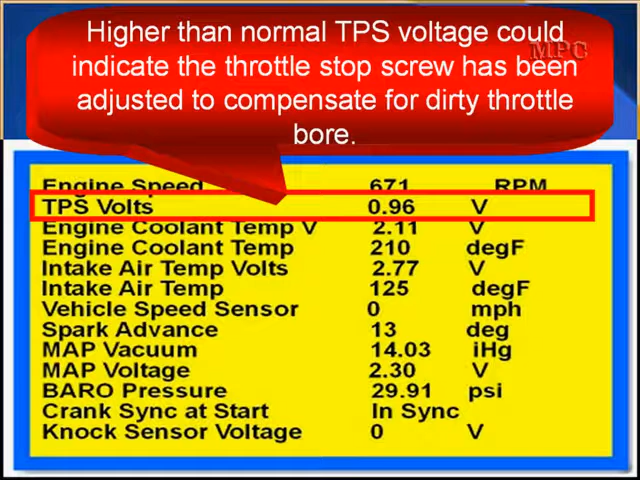 Higher than normal TPS voltage could
indicate the throttle stop screw has been
adjusted to compensate for dirty throttle
bore.
MPC
Engine Speed 671 RPM
TPS Volts 0.96 V
Engine Coolant Temp V 2.11 V
Engine Coolant Temp 210 degF
Intake Air Temp Volts 2.77 V
Intake Air Temp 125 degF
Vehicle Speed Sensor 0 mph
Spark Advance 13 deg
MAP Vacuum 14.03 iHg
MAP Voltage 2.30 V
BARO Pressure 29.91 psi
Crank Sync at Start In Sync
Knock Sensor Voltage 0 V